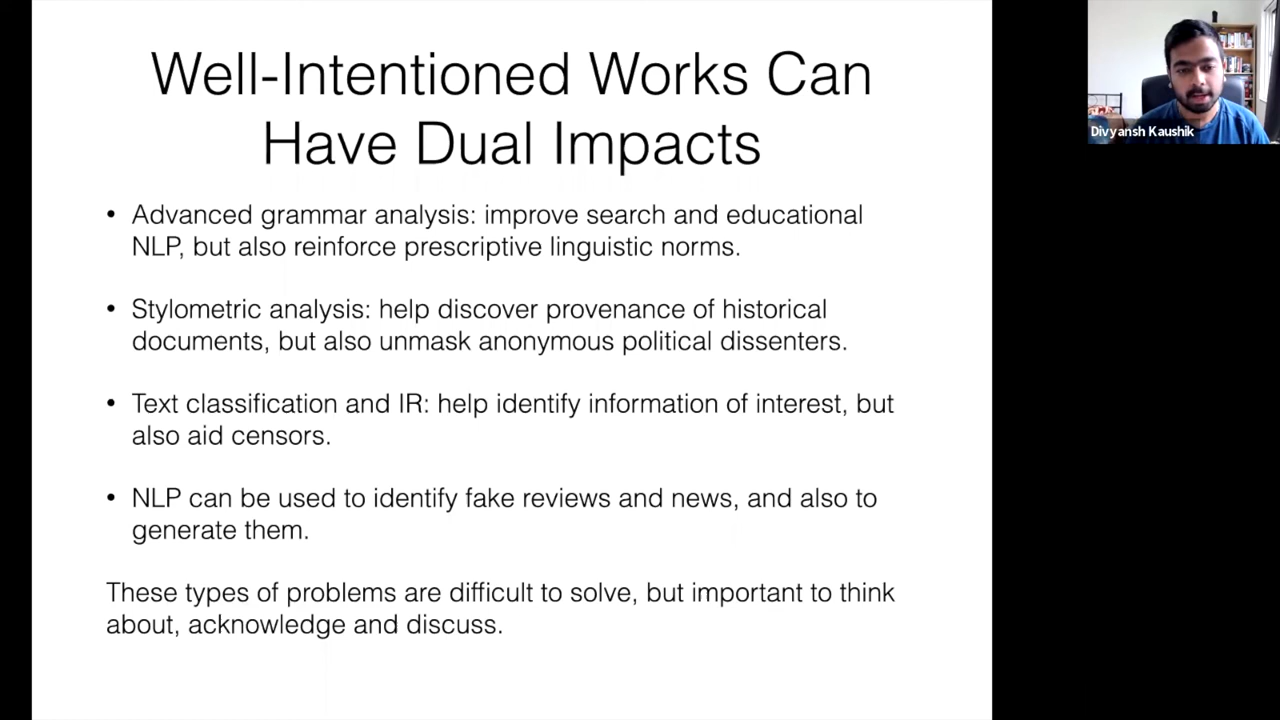 Well-Intentioned Works Can
Have Dual Impacts
• Advanced grammar analysis: improve search and educational
NLP, but also reinforce prescriptive linguistic norms.
• Stylometric analysis: help discover provenance of historical
documents, but also unmask anonymous political dissenters.
• Text classification and IR: help identify information of interest, but
also aid censors.
• NLP can be used to identify fake reviews and news, and also to
generate them.
These types of problems are difficult to solve, but important to think
about, acknowledge and discuss.
Divyansh Kaushik